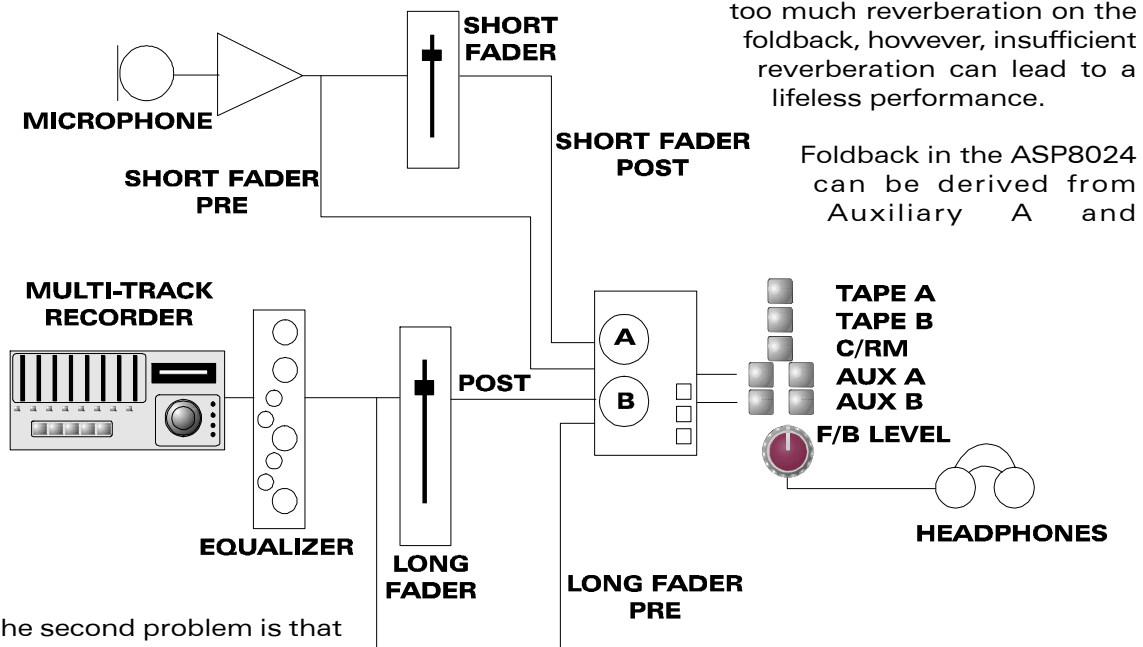 too much reverberation on the
foldback, however, insufficient
reverberation can lead to a
lifeless performance.
Foldback in the ASP8024
can be derived from
Auxiliary A and
SHORT
FADER
MICROPHONE
SHORT FADER
PRE
SHORT FADER
POST
MULTI-TRACK
RECORDER
EQUALIZER
LONG
FADER
POST
A
B
LONG FADER
PRE
TAPE A
TAPE B
C/RM
AUX A
AUX B
F/B LEVEL
HEADPHONES
he second problem is that